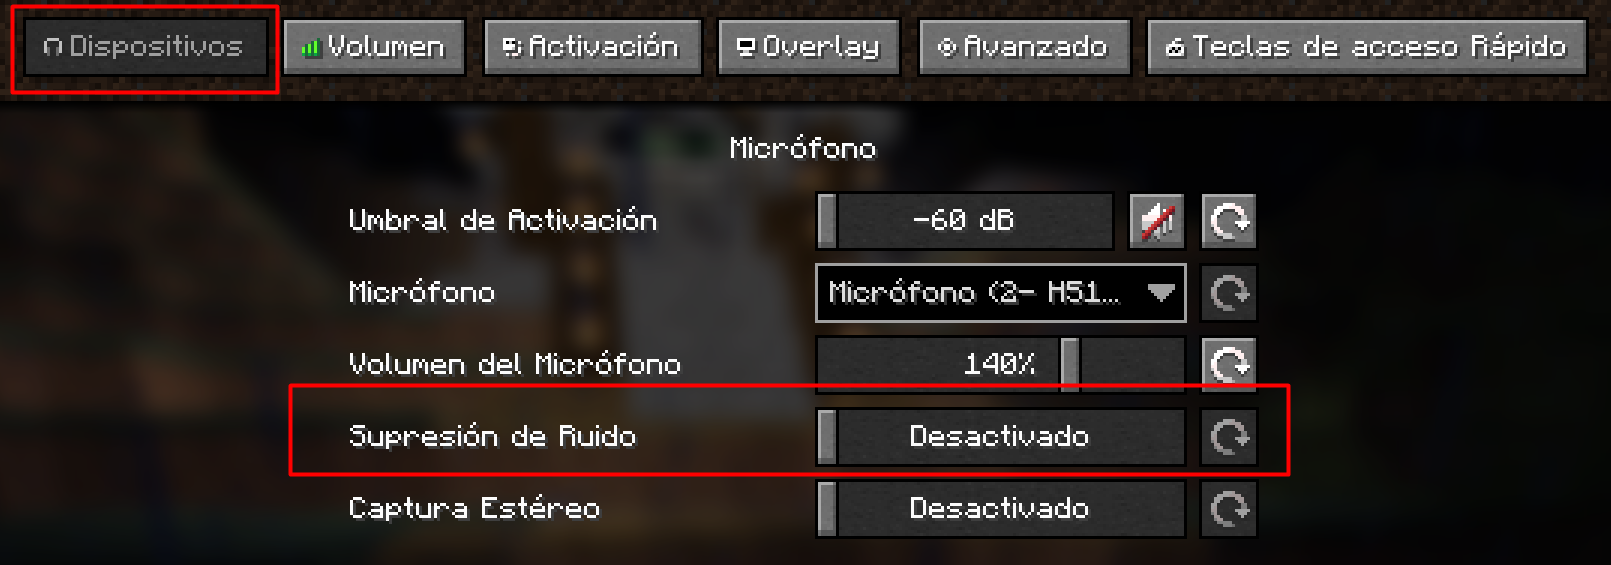 Dispositivos Volumen Activación Overlay Avanzado Teclas de acceso Rápido
Micrófono
Umbral de Activación -60 dB
Micrófono Micrófono (2- H51...
Volumen del Micrófono 140%
Supresión de Ruido Desactivado
Captura Estéreo Desactivado